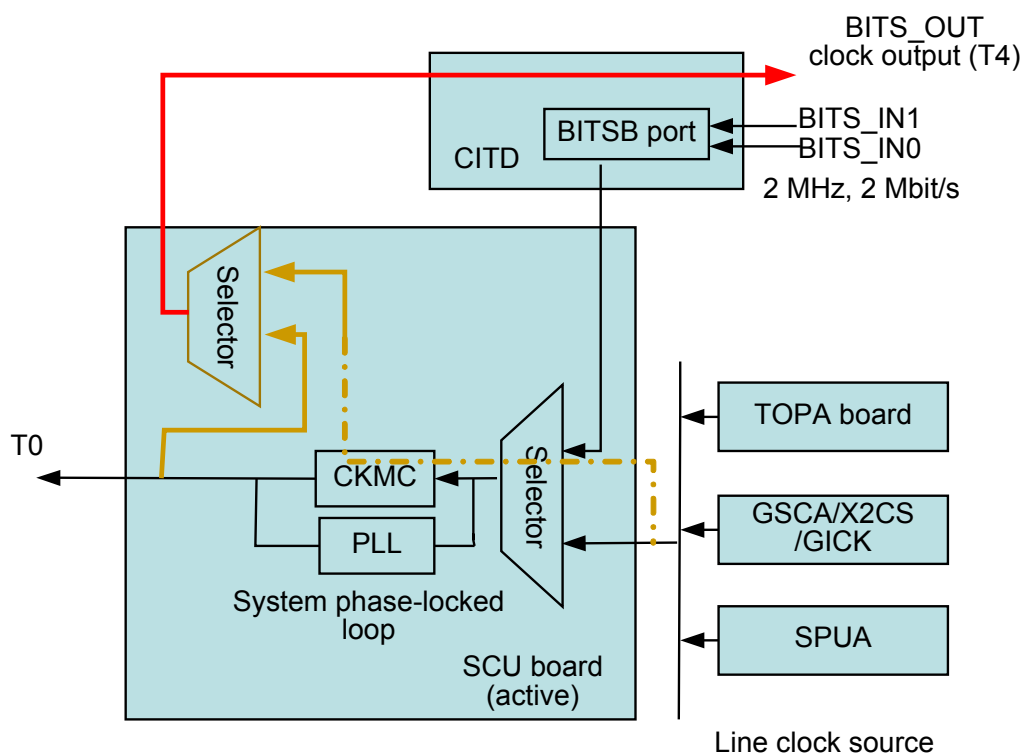 BITS_OUT
clock output (T4)
BITSB port
BITS_IN1
BITS_IN0
CITD
2 MHz, 2 Mbit/s
Selector
T0
CKMC
PLL
Selector
System phase-locked
loop
SCU board
(active)
TOPA board
GSCA/X2CS
/GICK
SPUA
Line clock source